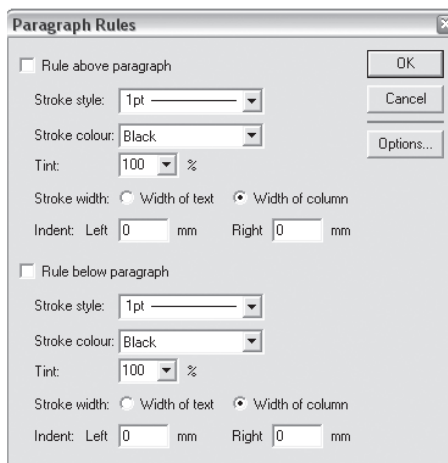 Paragraph Rules
Rule above paragraph
OK
Stroke style: 1pt
Cancel
Stroke colour: Black
Options...
Tint: 100 %
Stroke width: Width of text Width of column
Indent: Left 0 mm Right 0 mm
Rule below paragraph
Stroke style: 1pt
Stroke colour: Black
Tint: 100 %
Stroke width: Width of text Width of column
Indent: Left 0 mm Right 0 mm